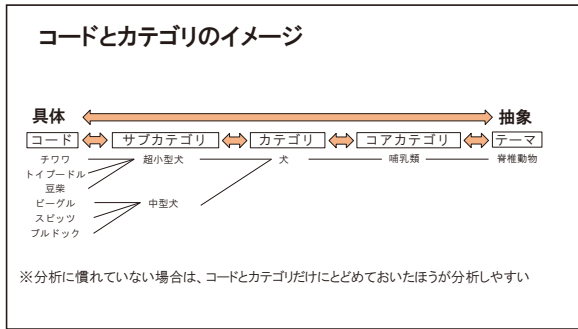 コードとカテゴリのイメージ
具体 抽象
コード サブカテゴリ カテゴリ コアカテゴリ テーマ
チワワ 超小型犬 犬 哺乳類 脊椎動物
トイプードル
豆柴
ビーグル 中型犬
スピッツ
ブルドック
※分析に慣れていない場合は、コードとカテゴリだけにとどめておいたほうが分析しやすい